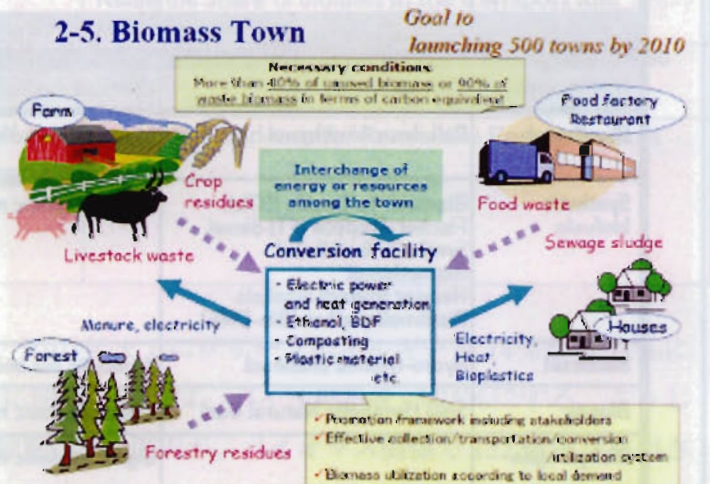 2-5. Biomass Town
Goal to
launching 500 towns by 2010
Necessary conditions:
More than 40% of unused biomass or 90% of
waste biomass in terms of carbon equivalent
Farm
Food factory
Restaurant
Crop
residues
Interchange of
energy or resources
among the town
Food waste
Livestock waste
Conversion facility
Sewage sludge
- Electric power
and heat generation
- Ethanol, BDF
- Composting
- Plastic material
etc.
Manure, electricity
Electricity,
Heat,
Bioplastics
Houses
Forest
Forestry residues
✓Promotion framework including stakeholders
✓Effective collection/transportation/conversion
/utilization system
✓Biomass utilization according to local demand